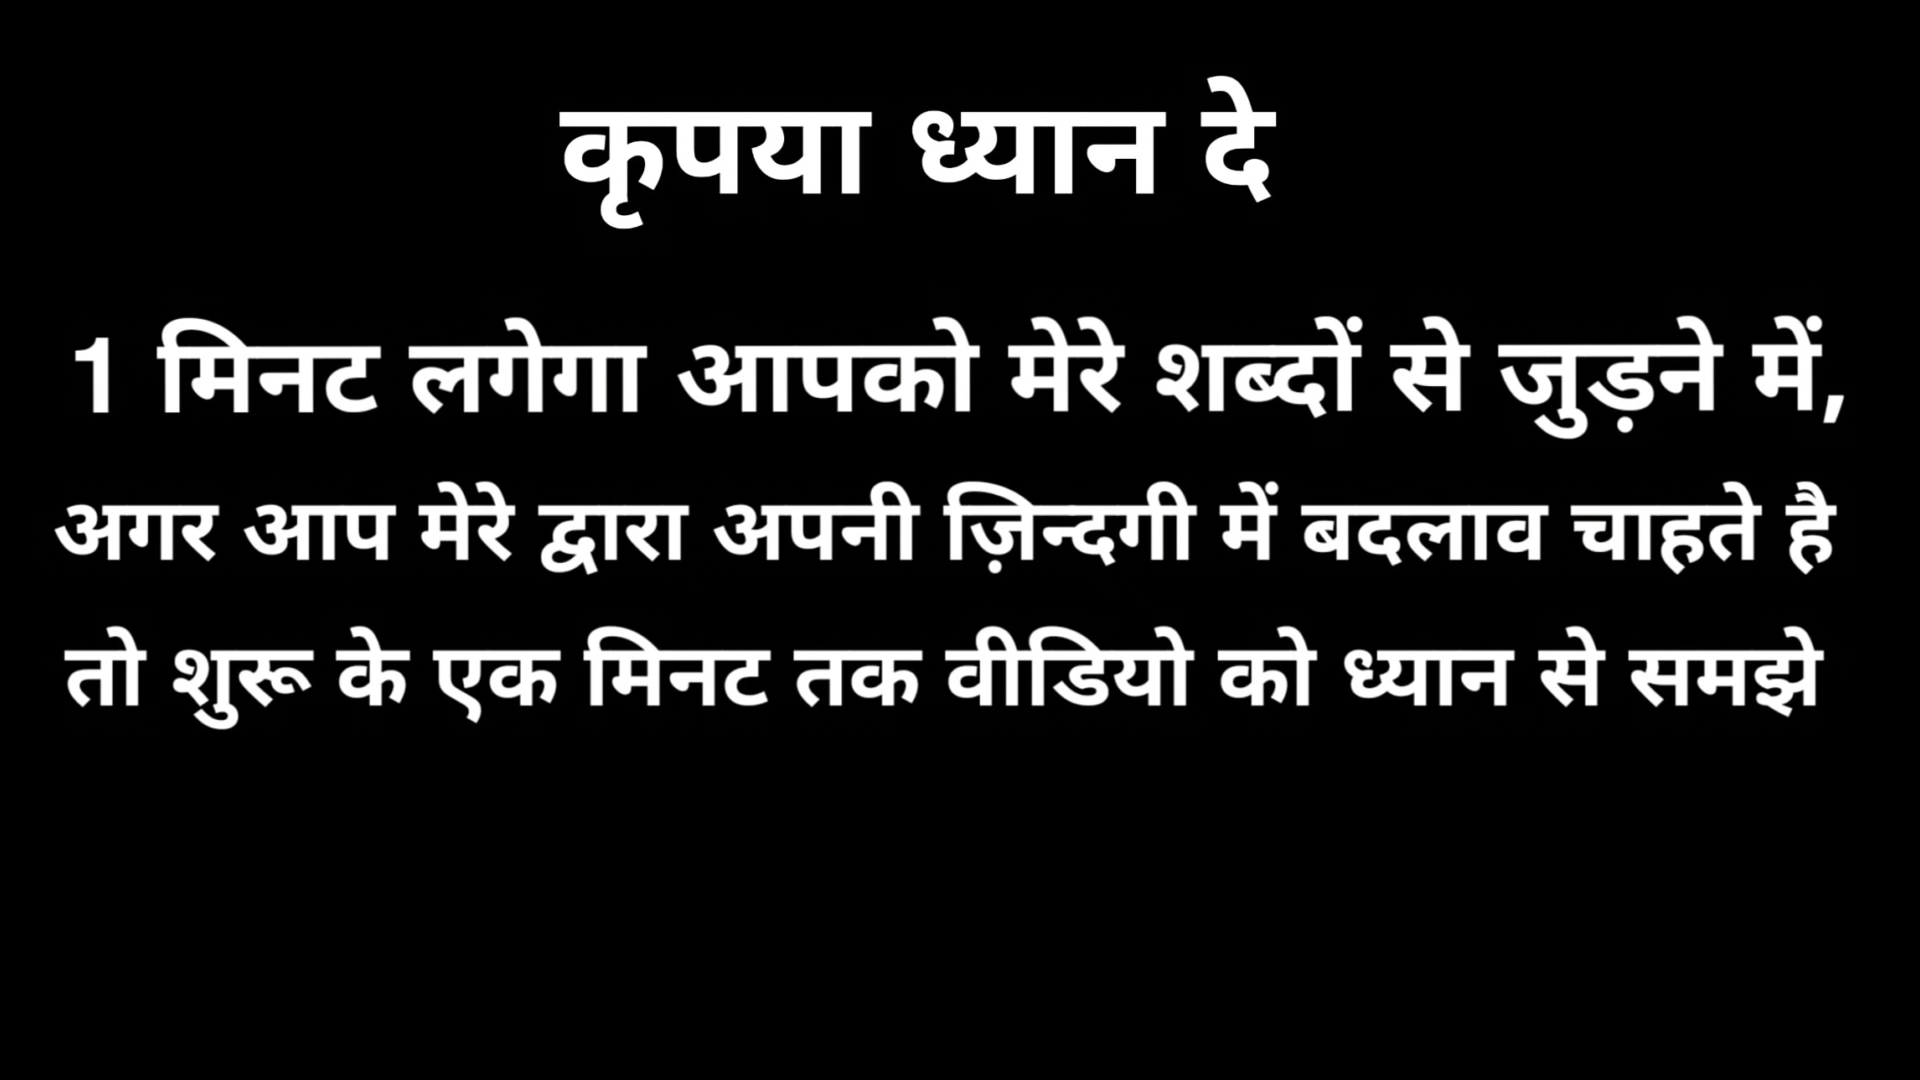 कृपया ध्यान दे
1 मिनट लगेगा आपको मेरे शब्दों से जुड़ने में,
अगर आप मेरे द्वारा अपनी ज़िन्दगी में बदलाव चाहते है
तो शुरू के एक मिनट तक वीडियो को ध्यान से समझे